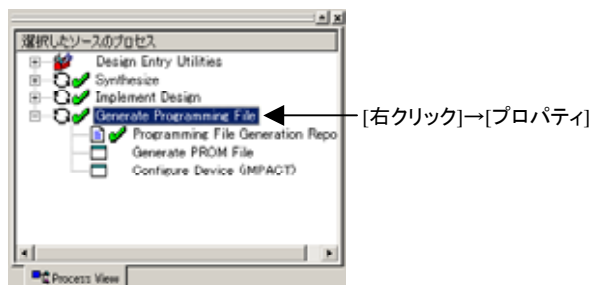 選択したソースのプロセス
Design Entry Utilities
Synthesize
Implement Design
Generate Programming File
[右クリック]→[プロパティ]
Programming File Generation Repo
Generate PROM File
Configure Device (iMPACT)
Process View